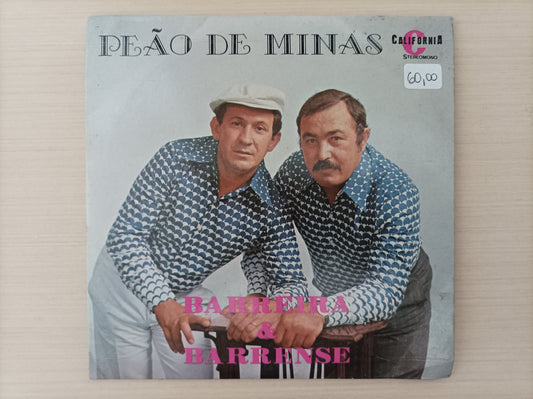 PEÃO DE MINAS
C
CALIFORNIA
STEREOMONO
60,00
BARREIRA
&
BARRENSE